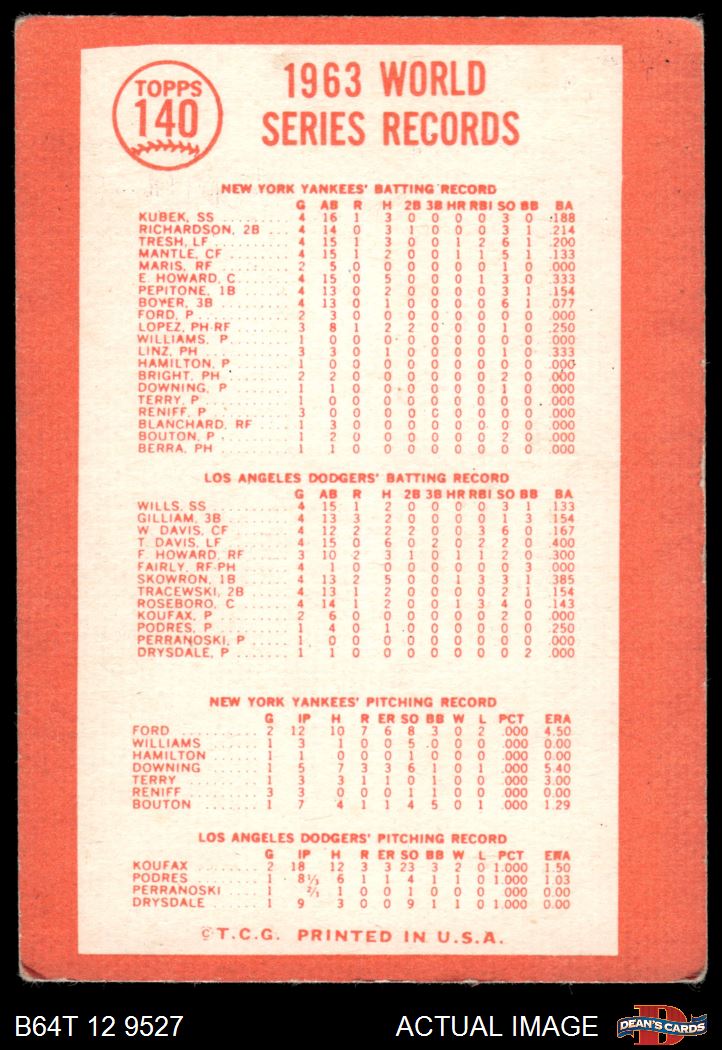 TOPPS
140
1963 WORLD
SERIES RECORDS
NEW YORK YANKEES' BATTING RECORD
G AB R H 2B 3B HR RBI SO BB BA
KUBEK, SS 4 16 1 3 0 0 0 0 3 0 .188
RICHARDSON, 2B 4 14 0 3 1 0 0 0 3 1 .214
TRESH, LF 4 15 1 3 0 0 1 2 6 1 .200
MANTLE, CF 4 15 1 2 0 0 1 1 5 1 .133
MARIS, RF 2 5 0 0 0 0 0 0 1 0 .000
E. HOWARD, C 4 15 0 5 0 0 0 1 3 0 .333
PEPITONE, 1B 4 13 0 2 0 0 0 0 3 1 .154
BOYER, 3B 4 13 0 1 0 0 0 0 6 1 .077
FORD, P 2 3 0 0 0 0 0 0 0 0 .000
LOPEZ, PH-RF 3 8 1 2 2 0 0 0 1 0 .250
WILLIAMS, P 1 0 0 0 0 0 0 0 0 0 .000
LINZ, PH 3 3 0 1 0 0 0 0 1 0 .333
HAMILTON, P 1 0 0 0 0 0 0 0 0 0 .000
BRIGHT, PH 2 2 0 0 0 0 0 0 2 0 .000
DOWNING, P 1 1 0 0 0 0 0 0 1 0 .000
TERRY, P 1 0 0 0 0 0 0 0 0 0 .000
RENIFF, P 3 0 0 0 0 0 0 0 0 0 .000
BLANCHARD, RF 1 3 0 0 0 0 0 0 0 0 .000
BOUTON, P 1 2 0 0 0 0 0 0 2 0 .000
BERRA, PH 1 1 0 0 0 0 0 0 0 0 .000
LOS ANGELES DODGERS' BATTING RECORD
G AB R H 2B 3B HR RBI SO BB BA
WILLS, SS 4 15 1 2 0 0 0 0 3 1 .133
GILLIAM, 3B 4 13 3 2 0 0 0 0 1 3 .154
W. DAVIS, CF 4 12 2 2 2 0 0 3 6 0 .167
T. DAVIS, LF 4 15 0 6 0 2 0 2 2 0 .400
F. HOWARD, RF 3 10 2 3 1 0 1 1 2 0 .300
FAIRLY, RF-PH 4 1 0 0 0 0 0 0 0 3 .000
SKOWRON, 1B 4 13 2 5 0 0 1 3 3 1 .385
TRACEWSKI, 2B 4 13 1 2 0 0 0 0 2 1 .154
ROSEBORO, C 4 14 1 2 0 0 1 3 4 0 .143
KOUFAX, P 2 6 0 0 0 0 0 0 2 0 .000
PODRES, P 1 4 0 1 0 0 0 0 0 0 .250
PERRANOSKI, P 1 0 0 0 0 0 0 0 0 0 .000
DRYSDALE, P 1 1 0 0 0 0 0 0 0 2 .000
NEW YORK YANKEES' PITCHING RECORD
G IP H R ER SO BB W L PCT ERA
FORD 2 12 10 7 6 8 3 0 2 .000 4.50
WILLIAMS 1 3 1 0 0 5 0 0 0 .000 0.00
HAMILTON 1 1 0 0 0 1 0 0 0 .000 0.00
DOWNING 1 5 7 3 3 6 1 0 1 .000 5.40
TERRY 1 3 3 1 1 0 1 0 0 .000 3.00
RENIFF 3 3 0 0 0 1 1 0 0 .000 0.00
BOUTON 1 7 4 1 1 4 5 0 1 .000 1.29
LOS ANGELES DODGERS' PITCHING RECORD
G IP H R ER SO BB W L PCT ERA
KOUFAX 2 18 12 3 3 23 3 2 0 1.000 1.50
PODRES 1 8⅓ 6 1 1 4 1 1 0 1.000 1.03
PERRANOSKI 1 ⅔ 1 0 0 1 0 0 0 .000 0.00
DRYSDALE 1 9 3 0 0 9 1 1 0 1.000 0.00
© T.C.G. PRINTED IN U.S.A.
B64T 12 9527
ACTUAL IMAGE
D
DEAN'S CARDS